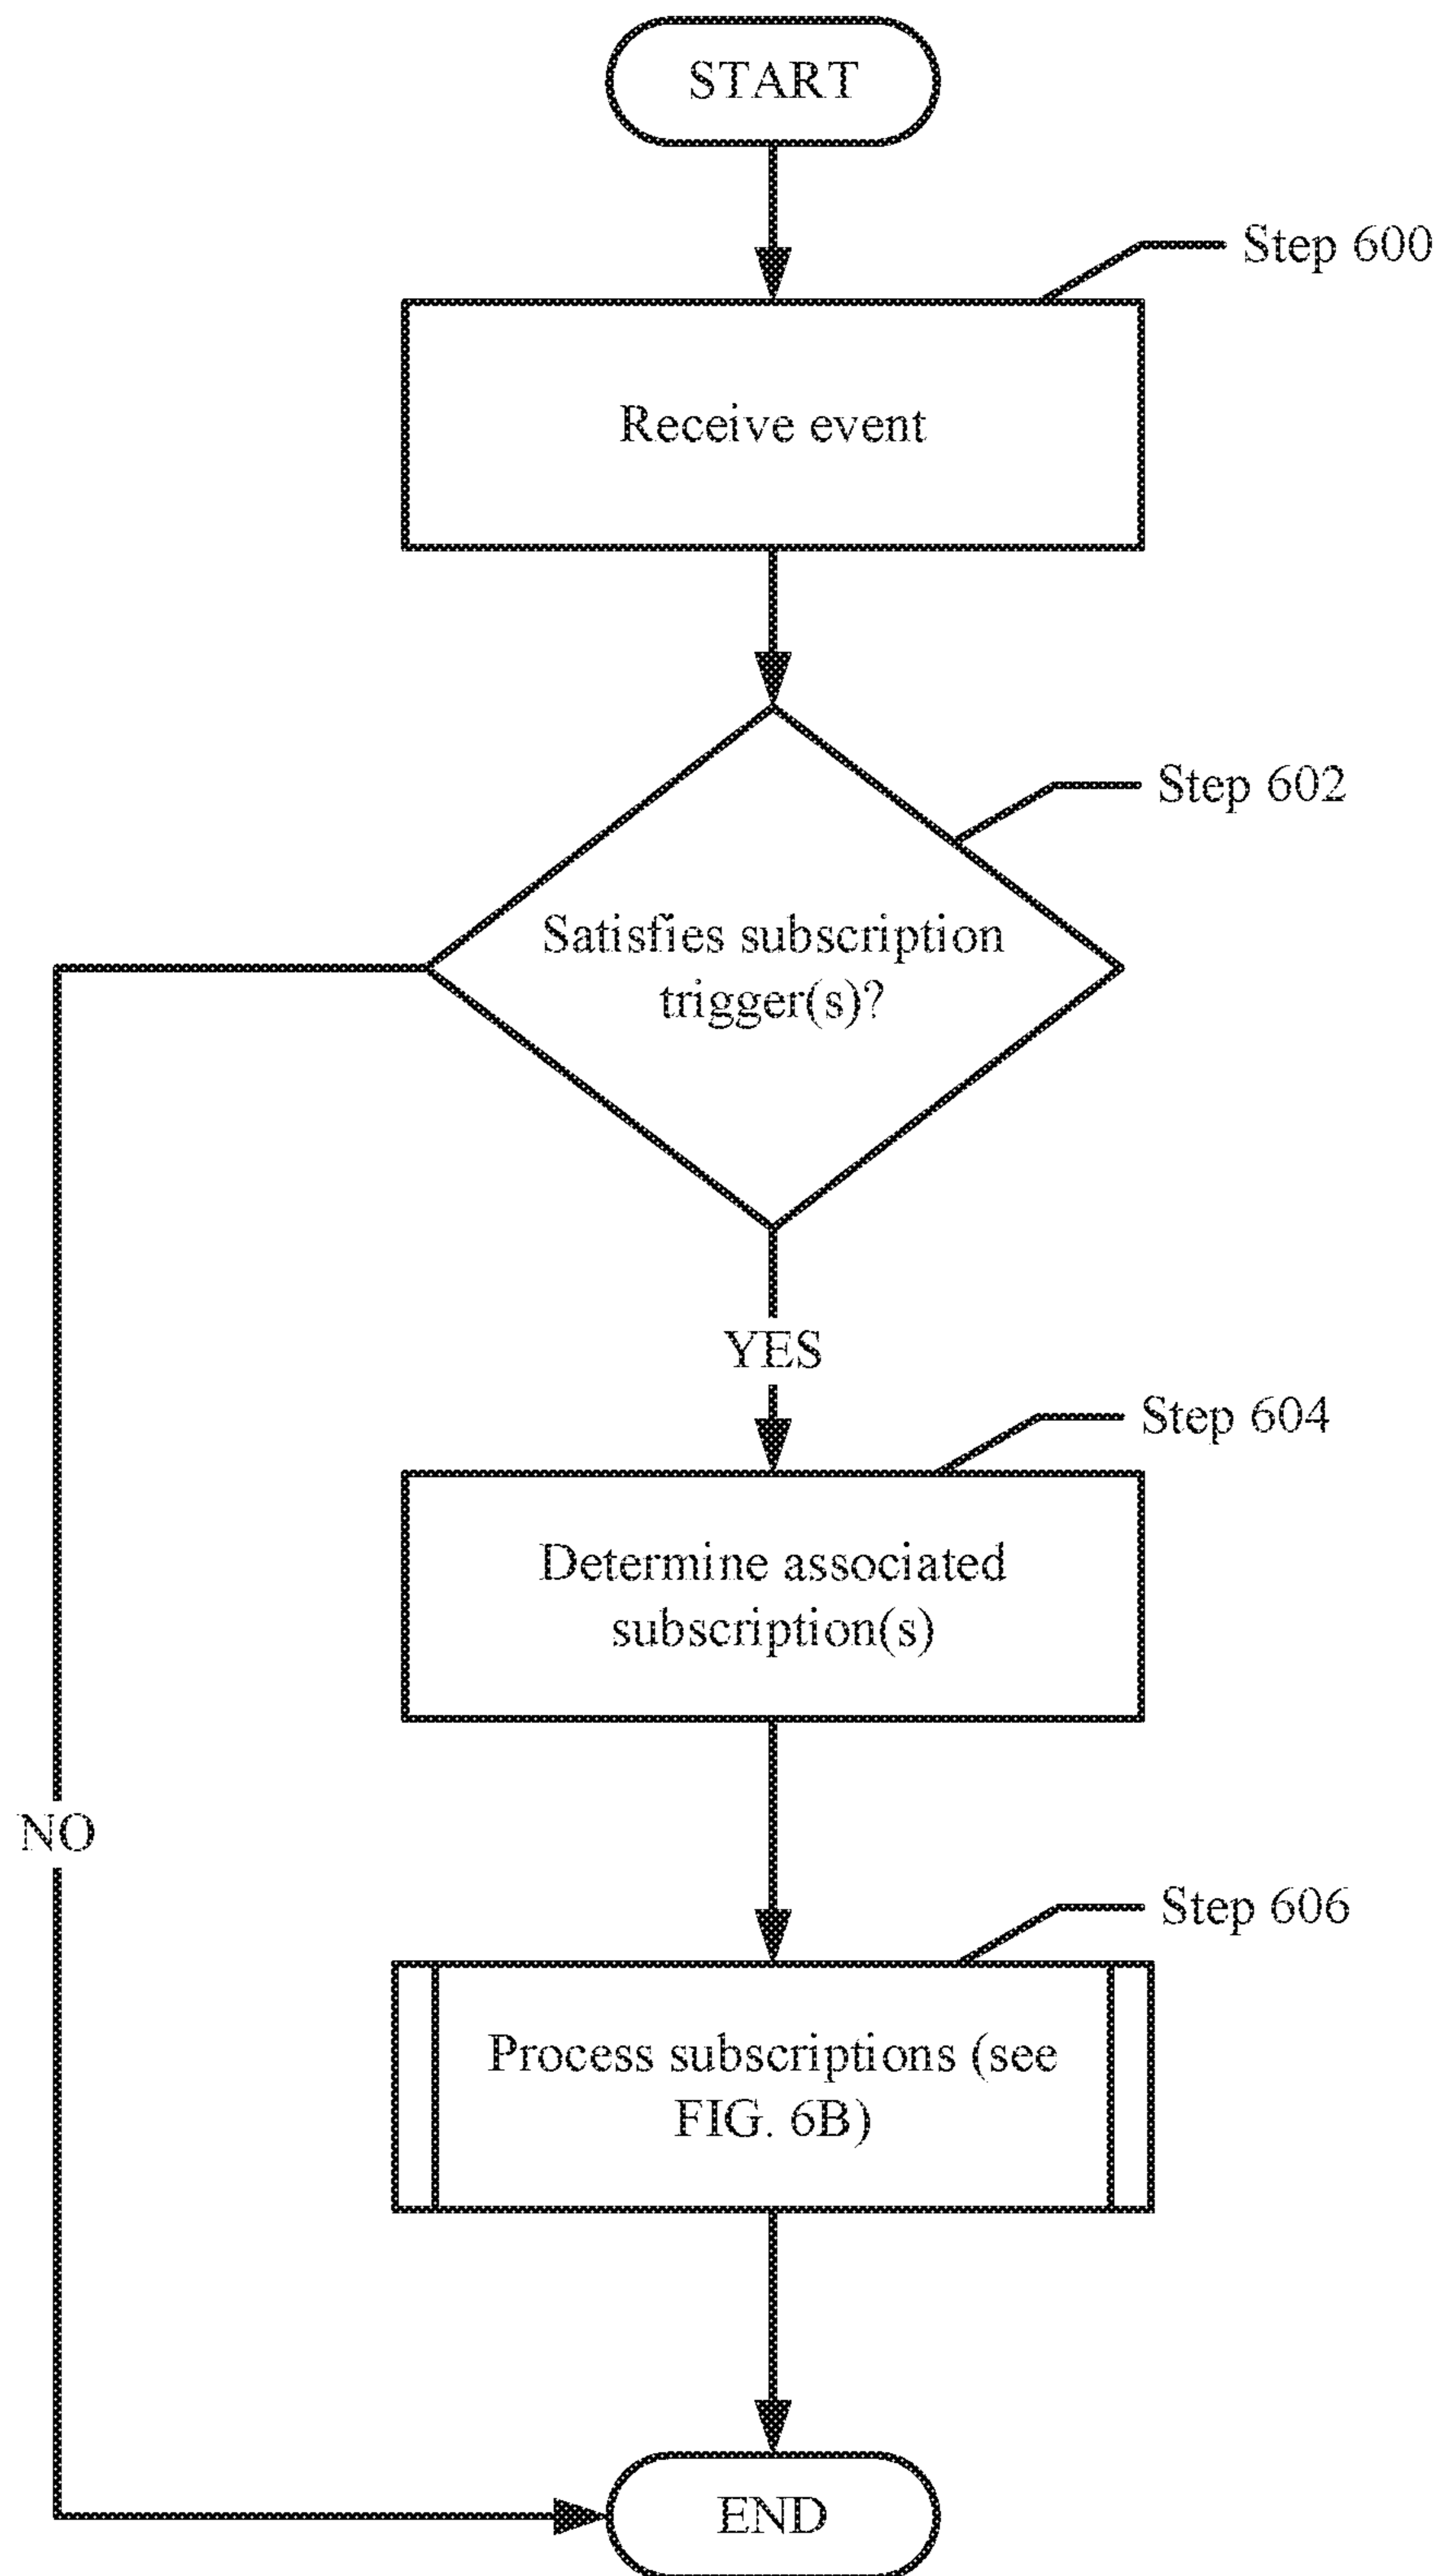 START
Step 600
Receive event
Step 602
Satisfies subscription
trigger(s)?
YES
Step 604
Determine associated
subscription(s)
NO
Step 606
Process subscriptions (see
FIG. 6B)
END